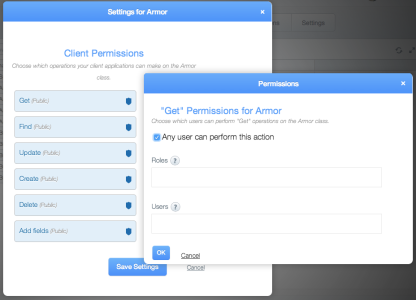 Settings for Armor
×
Settings
Client Permissions
Choose which operations your client applications can make on the Armor
class.
Get (Public)
Find (Public)
Update (Public)
Create (Public)
Delete (Public)
Add fields (Public)
Save Settings
Cancel
Permissions
×
"Get" Permissions for Armor
Choose which users can perform "Get" operations on the Armor class.
Any user can perform this action
Roles ?
Users ?
OK
Cancel